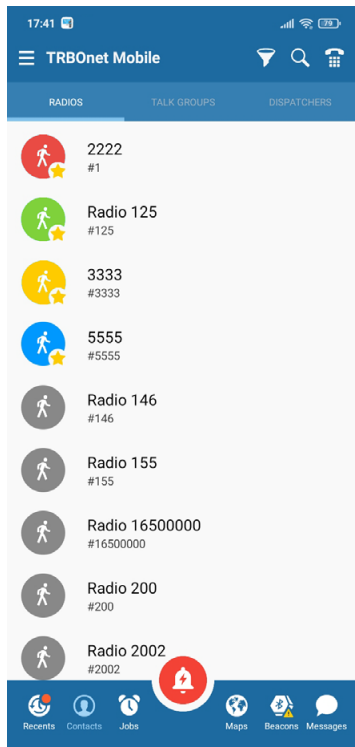 17:41
79
TRBOnet Mobile
RADIOS TALK GROUPS DISPATCHERS
2222
#1
Radio 125
#125
3333
#3333
5555
#5555
Radio 146
#146
Radio 155
#155
Radio 16500000
#16500000
Radio 200
#200
Radio 2002
#2002
Recents Contacts Jobs Maps Beacons Messages